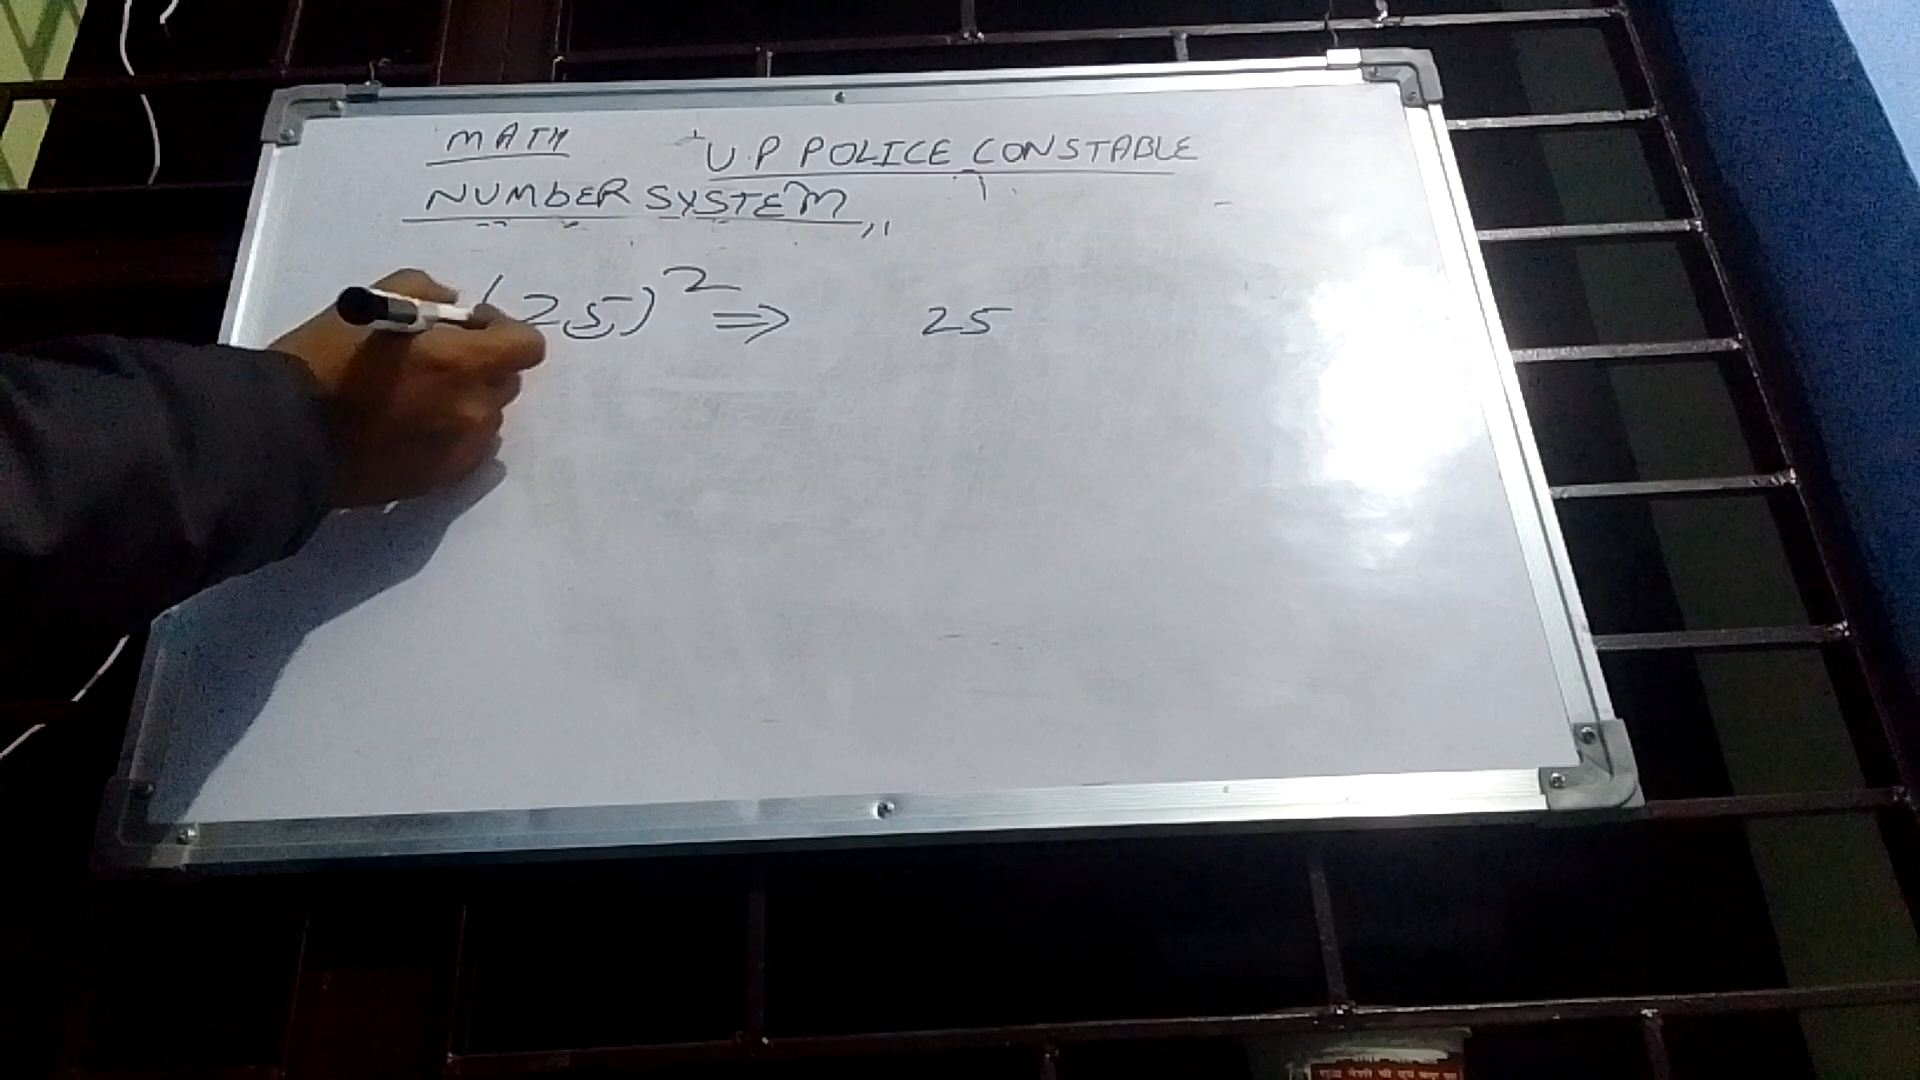 MATH U.P POLICE CONSTABLE
NUMBER SYSTEM
(25)² ⇒ 25